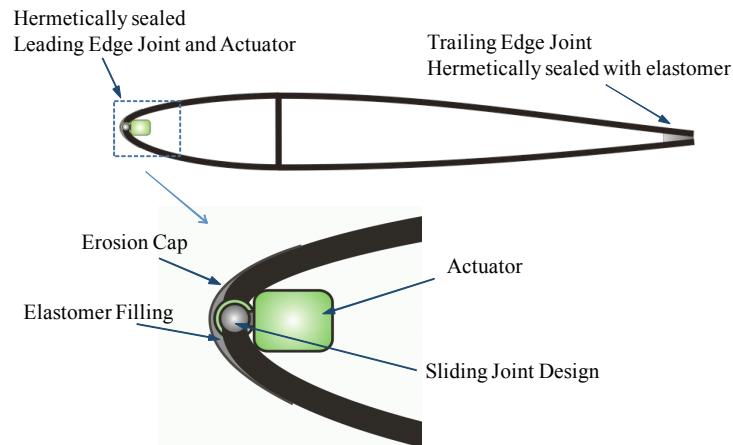 Hermetically sealed
Leading Edge Joint and Actuator
Trailing Edge Joint
Hermetically sealed with elastomer
Erosion Cap
Actuator
Elastomer Filling
Sliding Joint Design